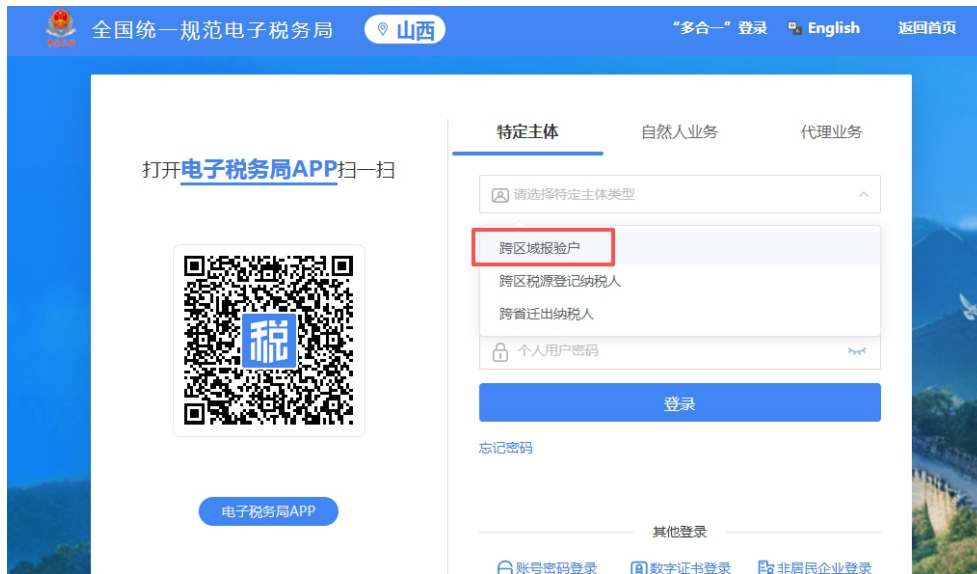 全国统一规范电子税务局
山西
“多合一”登录
English
返回首页
打开电子税务局APP扫一扫
税
电子税务局APP
特定主体
自然人业务
代理业务
请选择特定主体类型
跨区域报验户
跨区税源登记纳税人
跨省迁出纳税人
个人用户密码
登录
忘记密码
其他登录
账号密码登录
数字证书登录
非居民企业登录